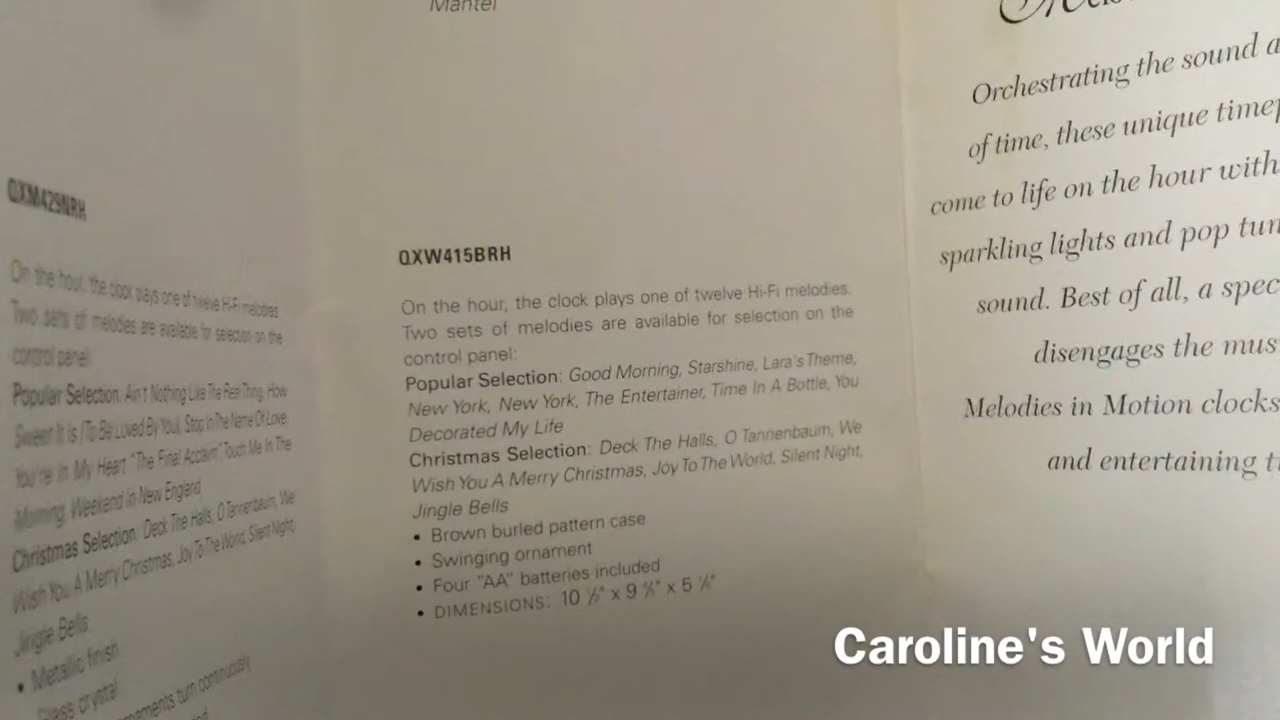 QXM429NRH
On the hour, the clock plays one of twelve Hi-Fi melodies
Two sets of melodies are available for selection on the
control panel
Popular Selection: Ain't Nothing Like The Real Thing, How
Sweet It Is (To Be Loved By You), Stop In The Name Of Love,
You're In My Heart "The Final Acclaim" Touch Me In The
Morning, Weekend In New England
Christmas Selection: Deck The Halls, O Tannenbaum, We
Wish You A Merry Christmas, Joy To The World, Silent Night,
Jingle Bells
• Metallic finish
crystal
turn continuously
Mantel
QXW415BRH
On the hour, the clock plays one of twelve Hi-Fi melodies.
Two sets of melodies are available for selection on the
control panel:
Popular Selection: Good Morning, Starshine, Lara's Theme,
New York, New York, The Entertainer, Time In A Bottle, You
Decorated My Life
Christmas Selection: Deck The Halls, O Tannenbaum, We
Wish You A Merry Christmas, Joy To The World, Silent Night,
Jingle Bells
• Brown burled pattern case
• Swinging ornament
• Four "AA" batteries included
• DIMENSIONS: 10 x 9 x 5
Orchestrating the sound a
of time, these unique timep
come to life on the hour with
sparkling lights and pop tun
sound. Best of all, a spec
disengages the mus
Melodies in Motion clocks
and entertaining ti
Caroline's World